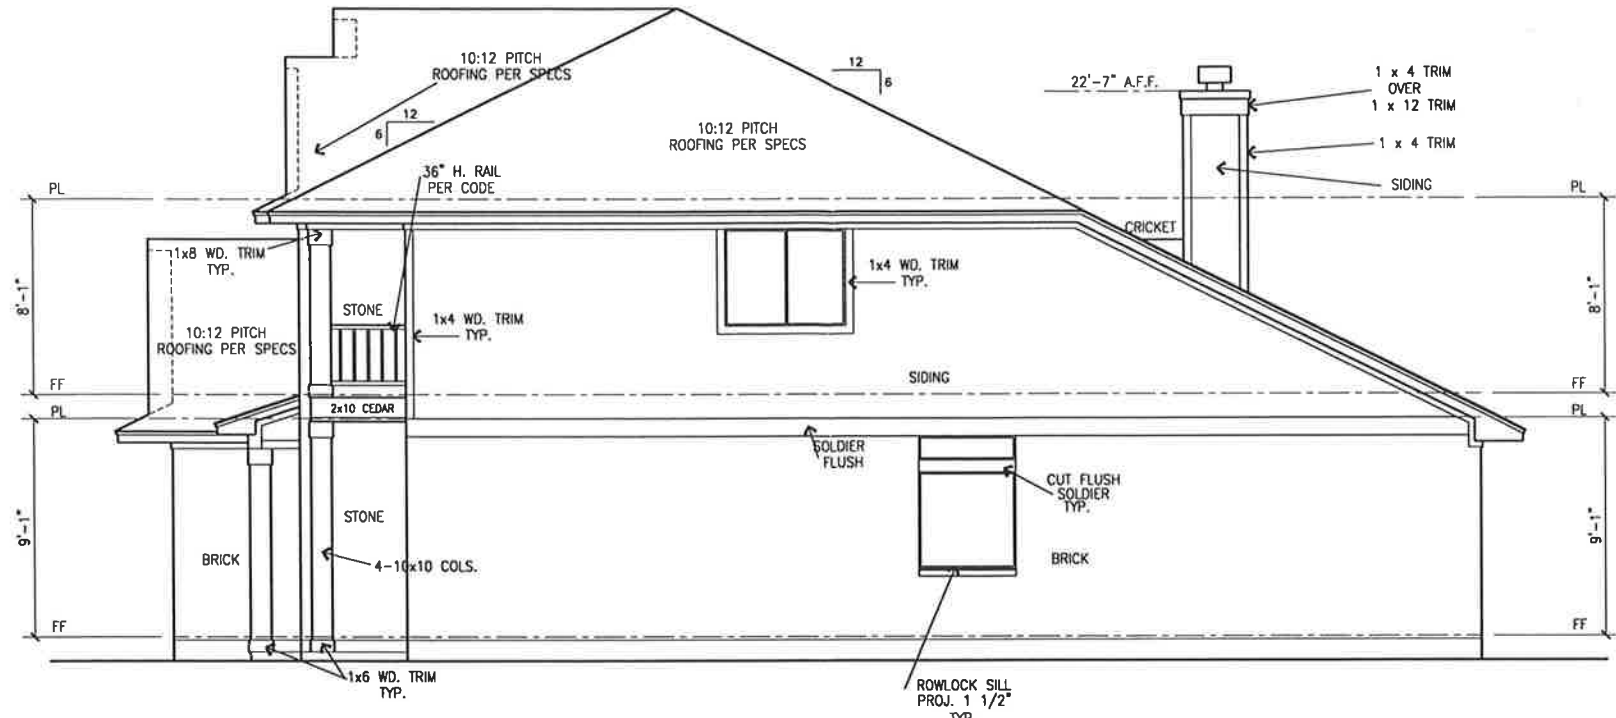 10:12 PITCH
ROOFING PER SPECS
12
6
12
6
10:12 PITCH
ROOFING PER SPECS
22'-7" A.F.F.
1 x 4 TRIM
OVER
1 x 12 TRIM
1 x 4 TRIM
SIDING
36" H. RAIL
PER CODE
PL
PL
CRICKET
1x8 WD. TRIM
TYP.
1x4 WD. TRIM
TYP.
8'-1"
8'-1"
STONE
1x4 WD. TRIM
TYP.
10:12 PITCH
ROOFING PER SPECS
SIDING
FF
FF
2x10 CEDAR
PL
PL
SOLDIER
FLUSH
CUT FLUSH
SOLDIER
TYP.
9'-1"
9'-1"
STONE
BRICK
4-10x10 COLS.
BRICK
FF
FF
1x6 WD. TRIM
TYP.
ROWLOCK SILL
PROJ. 1 1/2"
TYP